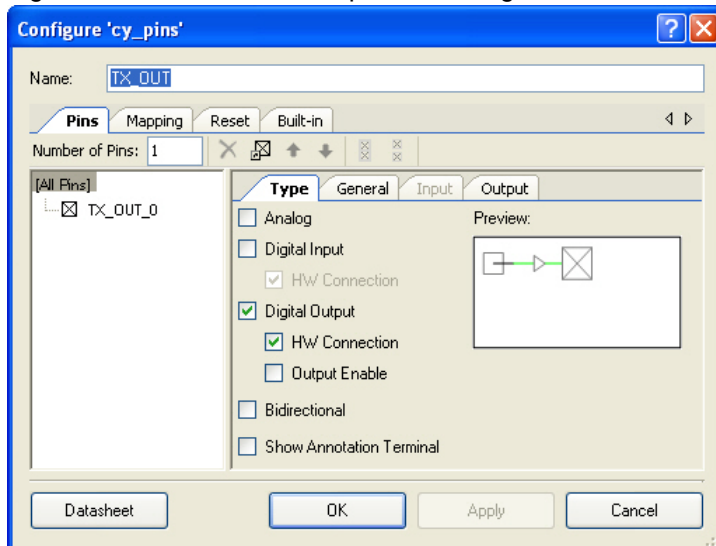 Configure 'cy_pins'
Name: TX_OUT
Pins Mapping Reset Built-in
Number of Pins: 1
[All Pins]
TX_OUT_0
Type General Input Output
Analog
Preview:
Digital Input
HW Connection
Digital Output
HW Connection
Output Enable
Bidirectional
Show Annotation Terminal
Datasheet OK Apply Cancel